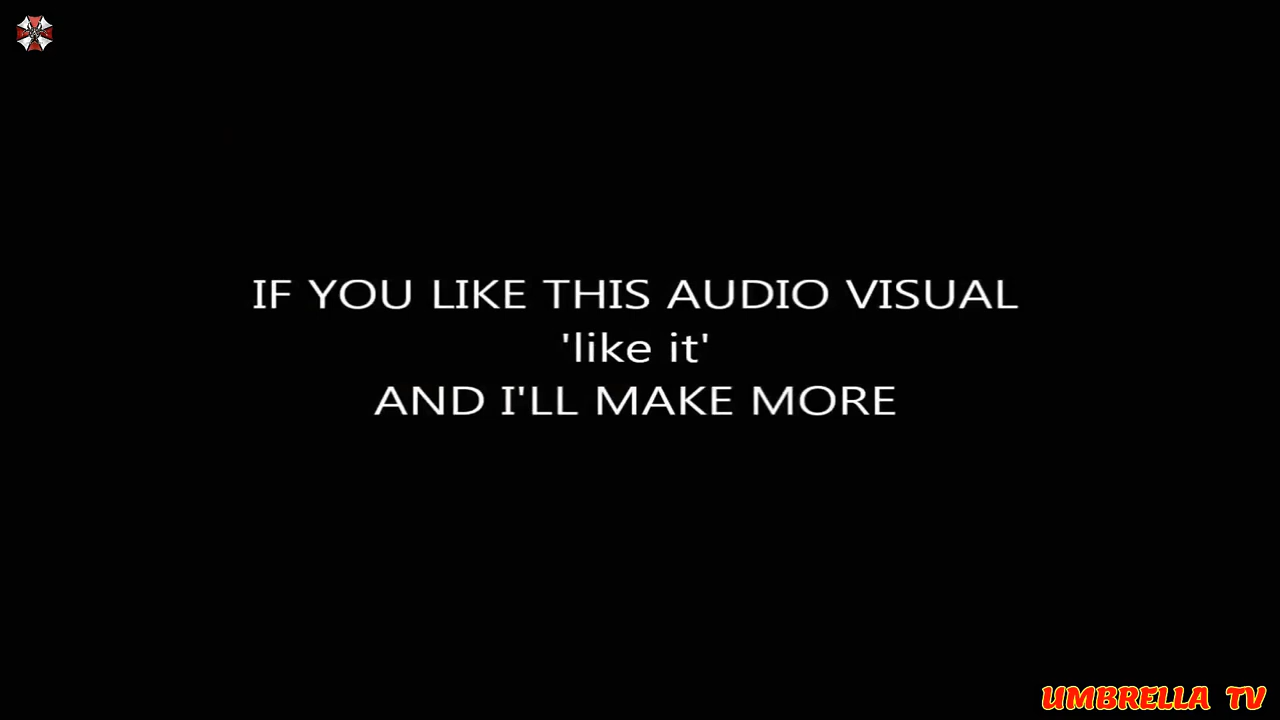 IF YOU LIKE THIS AUDIO VISUAL
'like it'
AND I'LL MAKE MORE
UMBRELLA TV